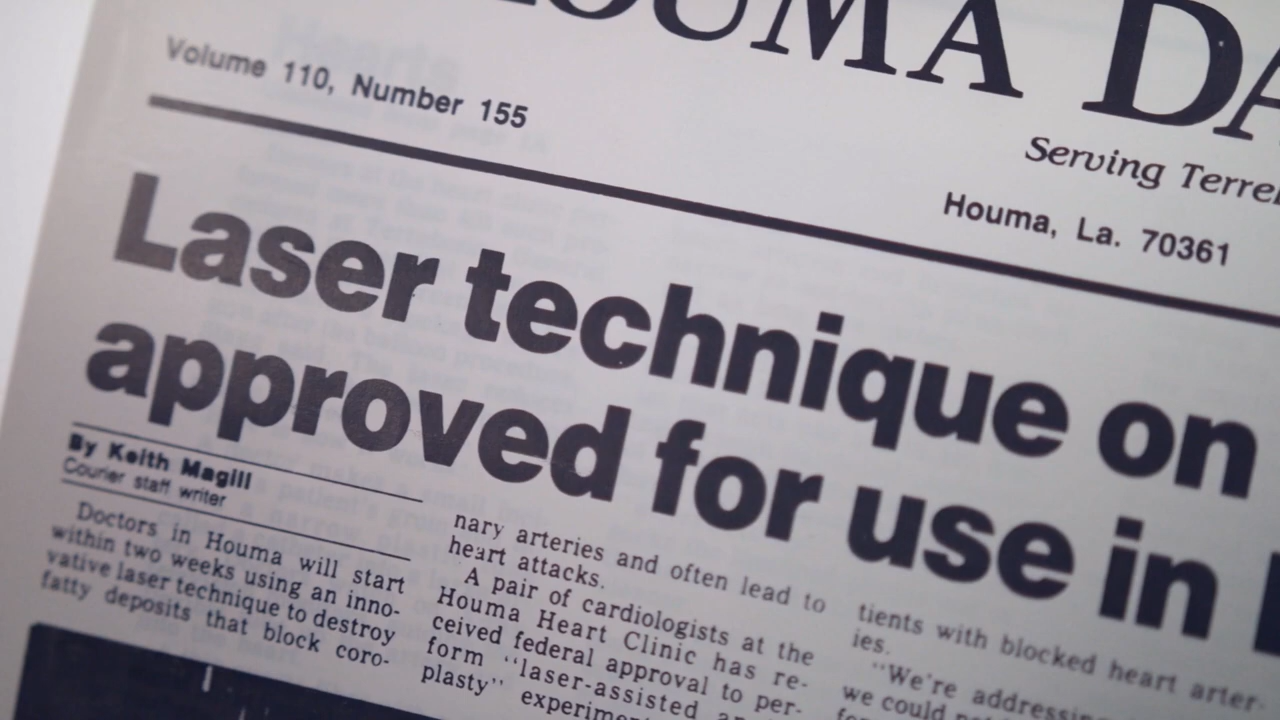 HOUMA DA
Volume 110, Number 155
Serving Terre
Houma, La. 70361
Laser technique on
approved for use in
By Keith Magill
Courier staff writer
Doctors in Houma will start
within two weeks using an inno-
vative laser technique to destroy
fatty deposits that block coro-
nary arteries and often lead to
heart attacks.
A pair of cardiologists at the
Houma Heart Clinic has re-
ceived federal approval to per-
form "laser-assisted
plasty" experim
tients with blocked heart arter-
ies.
"We're addressing
we could